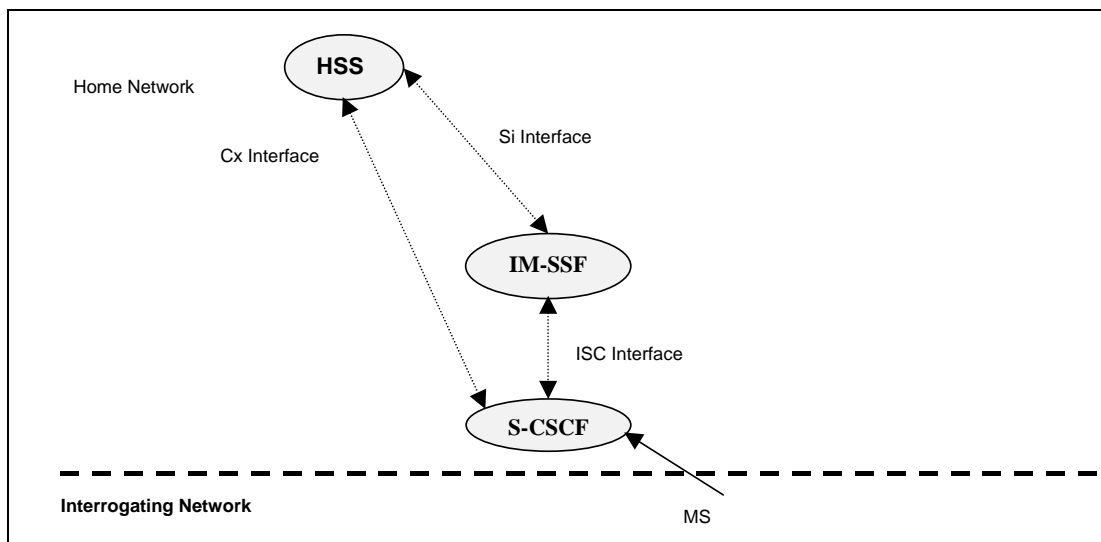 HSS
Home Network
Si Interface
Cx Interface
IM-SSF
ISC Interface
S-CSCF
Interrogating Network
MS